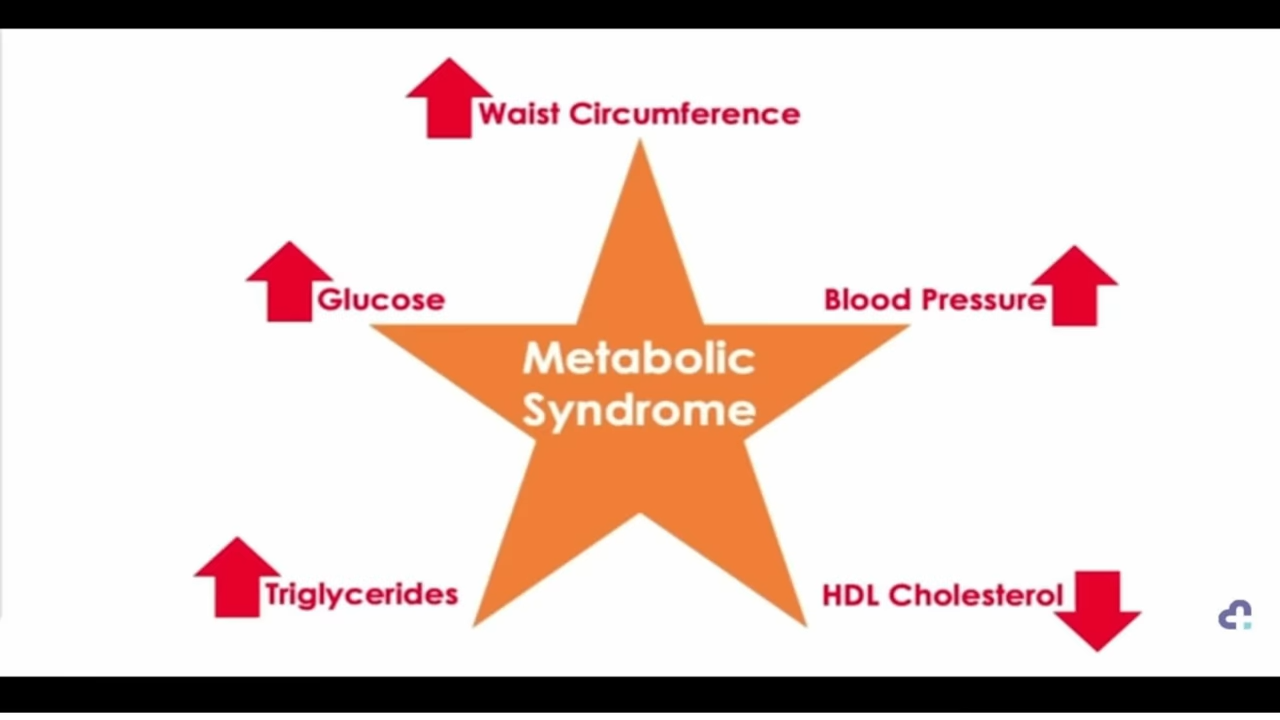 Waist Circumference
Glucose
Blood Pressure
Metabolic
Syndrome
Triglycerides
HDL Cholesterol